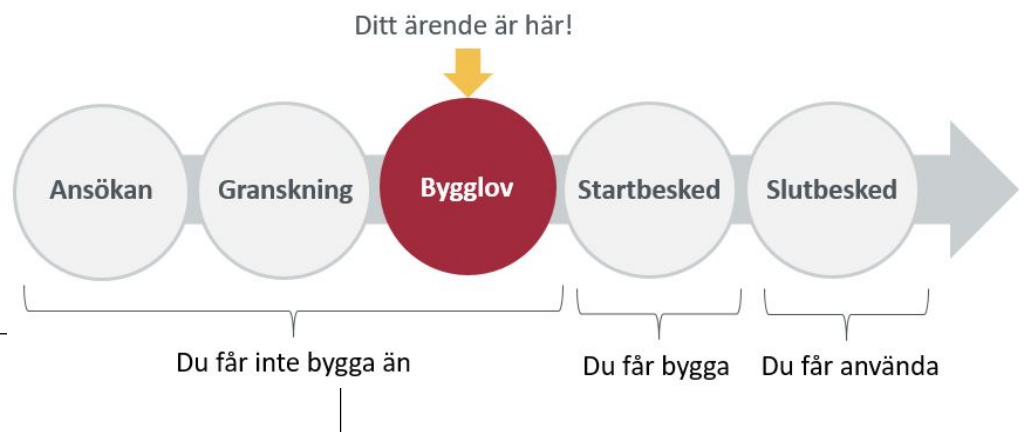 Ditt ärende är här!
Ansökan
Granskning
Bygglov
Startbesked
Slutbesked
Du får inte bygga än
Du får bygga
Du får använda